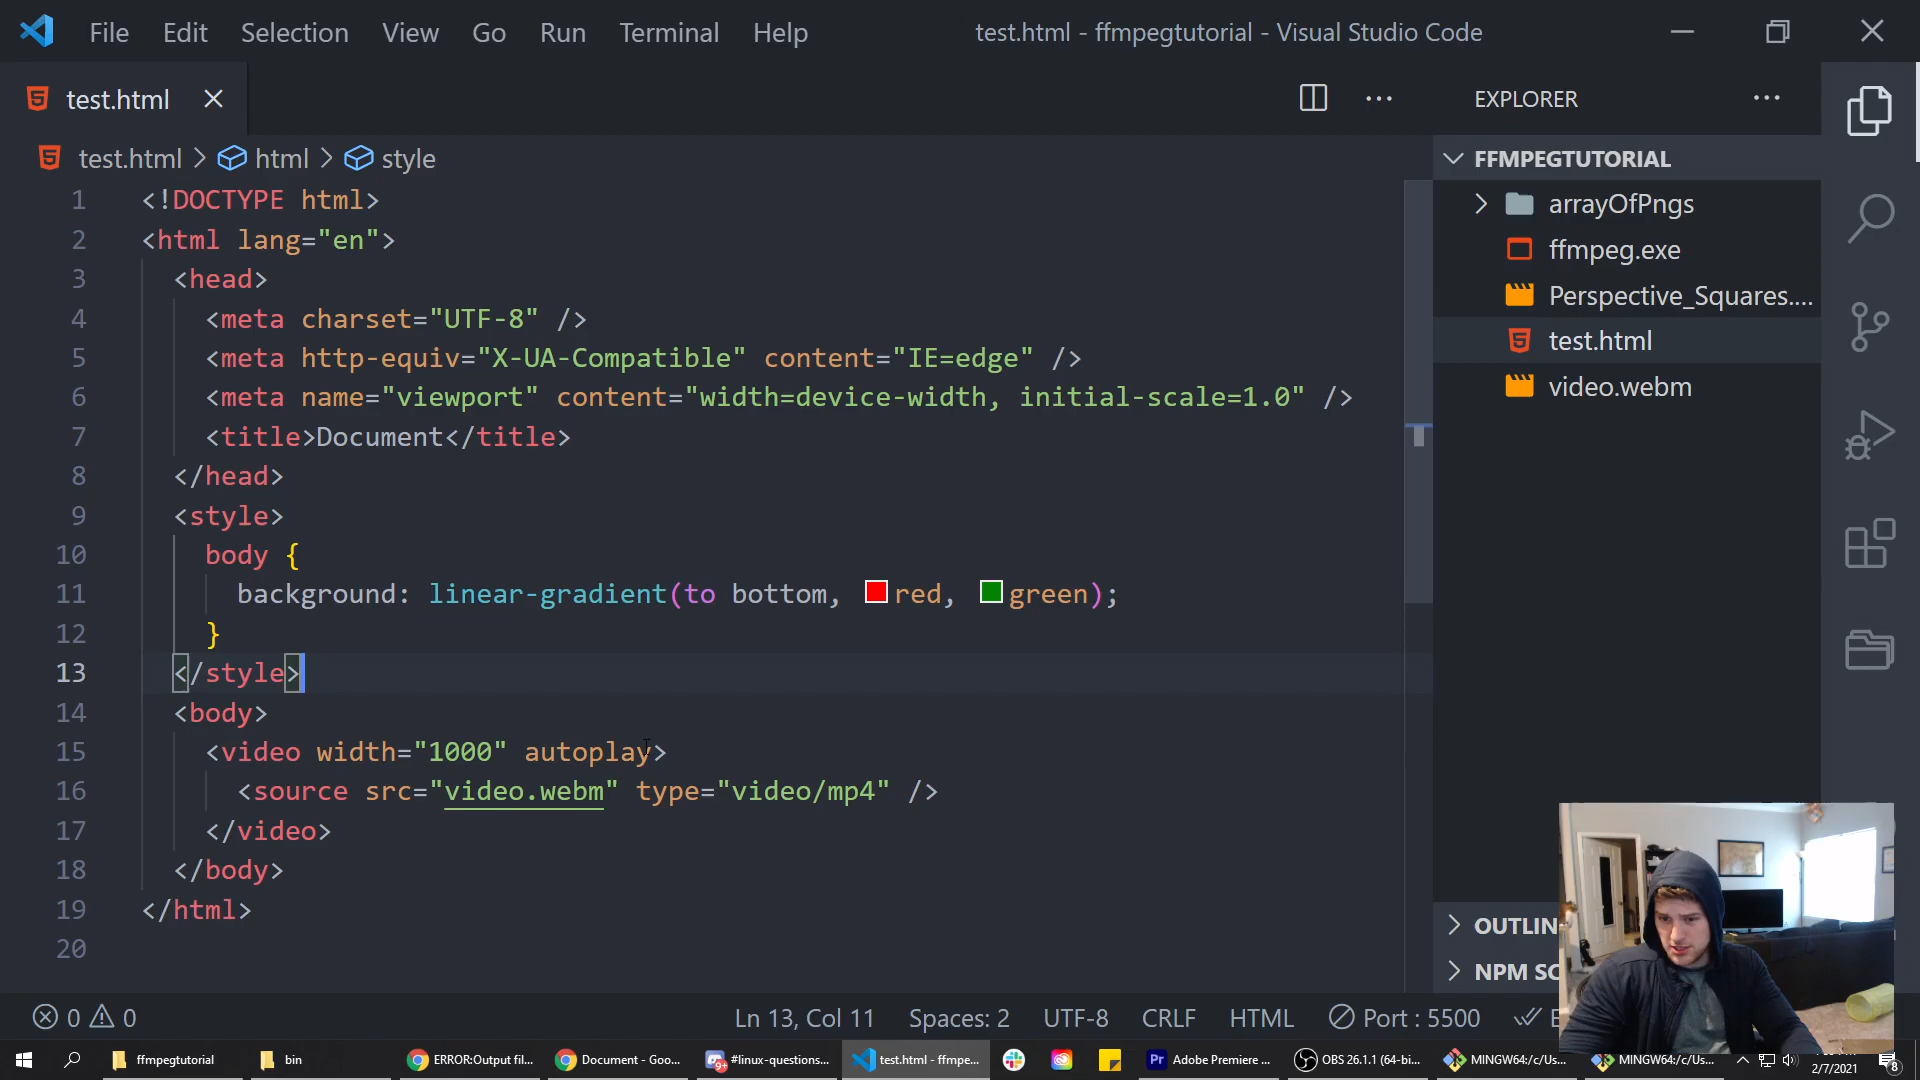 File Edit Selection View Go Run Terminal Help test.html - ffmpegtutorial - Visual Studio Code
test.html
EXPLORER
test.html > html > style
1 <!DOCTYPE html>
2 <html lang="en">
3 <head>
4 <meta charset="UTF-8" />
5 <meta http-equiv="X-UA-Compatible" content="IE=edge" />
6 <meta name="viewport" content="width=device-width, initial-scale=1.0" />
7 <title>Document</title>
8 </head>
9 <style>
10 body {
11 background: linear-gradient(to bottom, red, green);
12 }
13 </style>
14 <body>
15 <video width="1000" autoplay>
16 <source src="video.webm" type="video/mp4" />
17 </video>
18 </body>
19 </html>
20
FFMPEGTUTORIAL
arrayOfPngs
ffmpeg.exe
Perspective_Squares....
test.html
video.webm
OUTLIN
NPM SC
0 0 Ln 13, Col 11 Spaces: 2 UTF-8 CRLF HTML Port : 5500
ffmpegtutorial bin ERROR:Output fil... Document - Goo... #linux-questions... test.html - ffmpe... Adobe Premiere ... OBS 26.1.1 (64-bi... MINGW64:/c/Us... MINGW64:/c/Us...
2/7/2021
8